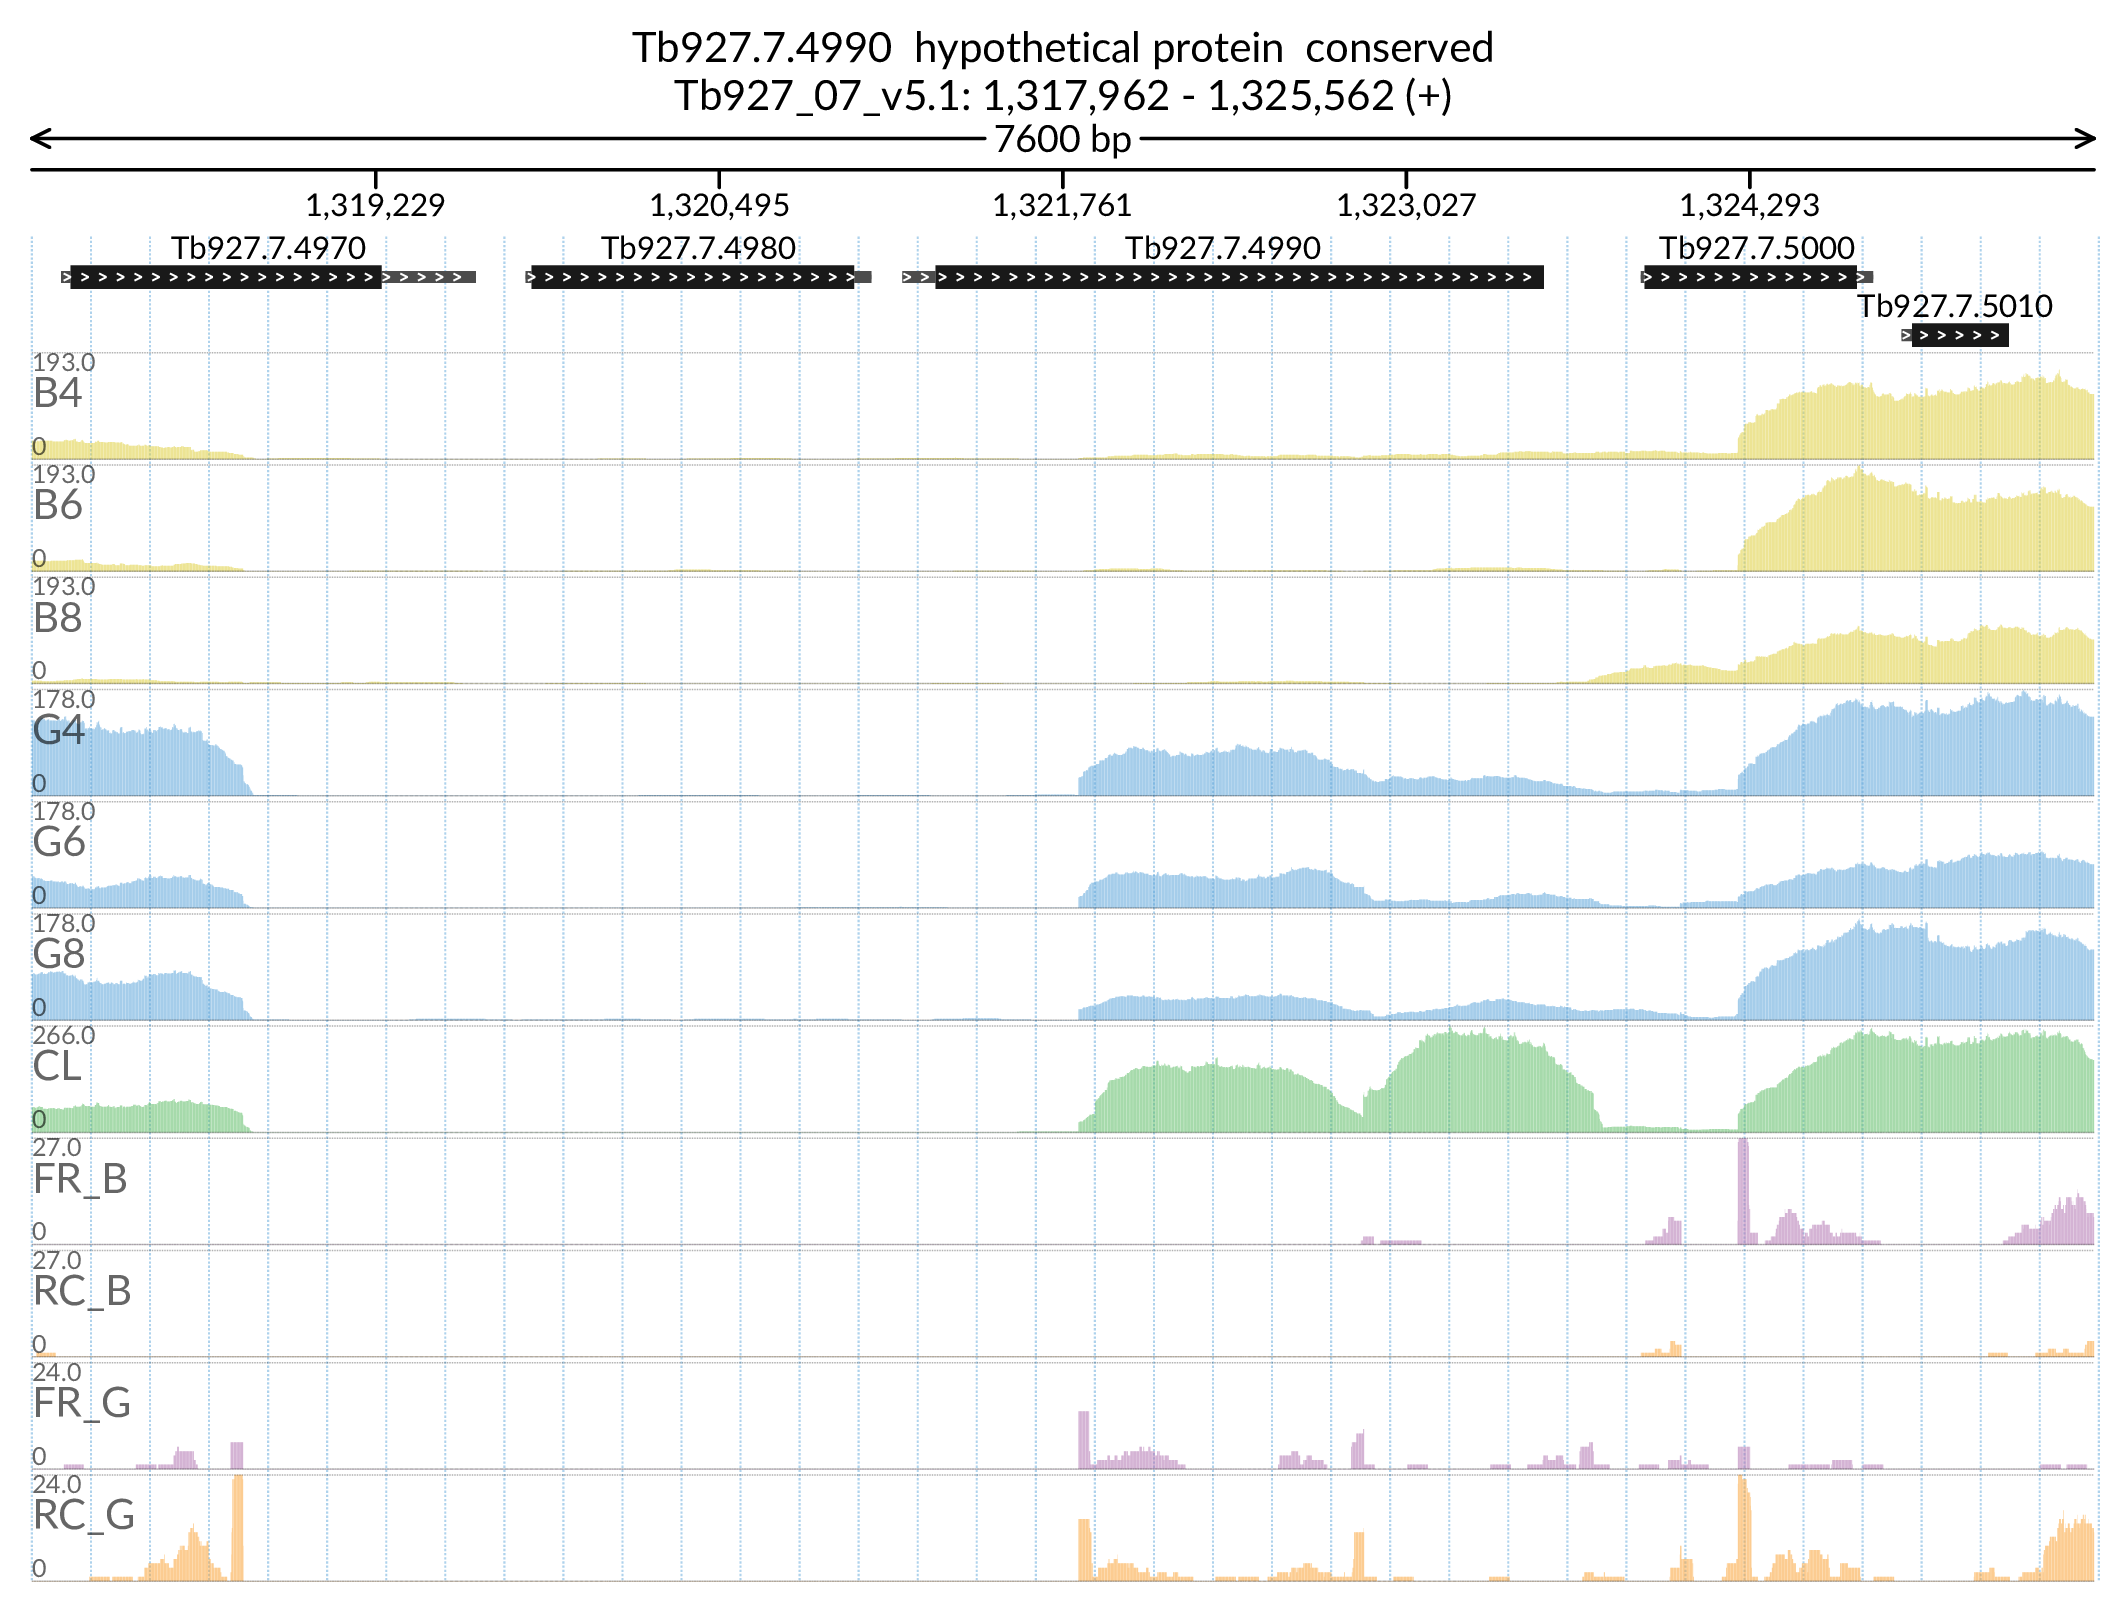 Tb927.7.4990  hypothetical protein  conserved
Tb927_07_v5.1: 1,317,962 - 1,325,562 (+)
7600 bp
1,319,229 1,320,495 1,321,761 1,323,027 1,324,293
Tb927.7.4970 Tb927.7.4980 Tb927.7.4990 Tb927.7.5000
Tb927.7.5010
193.0
B4
0
193.0
B6
0
193.0
B8
0
178.0
G4
0
178.0
G6
0
178.0
G8
0
266.0
CL
0
27.0
FR_B
0
27.0
RC_B
0
24.0
FR_G
0
24.0
RC_G
0